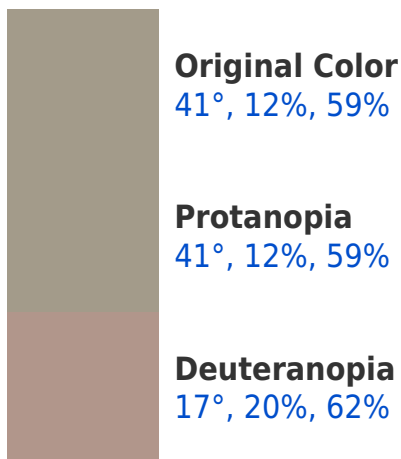 Original Color
41°, 12%, 59%
Protanopia
41°, 12%, 59%
Deuteranopia
17°, 20%, 62%